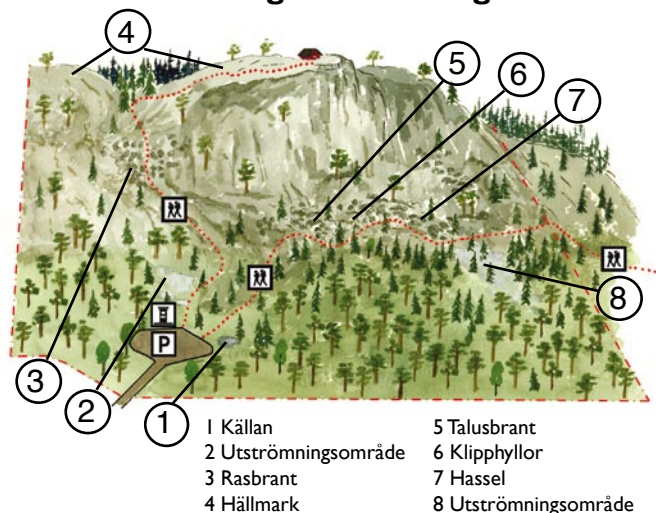 4
5
6
7
P
8
3
2
1
1 Källan
2 Utströmningsområde
3 Rasbrant
4 Hällmark
5 Talusbrant
6 Klipphyllor
7 Hassel
8 Utströmningsområde